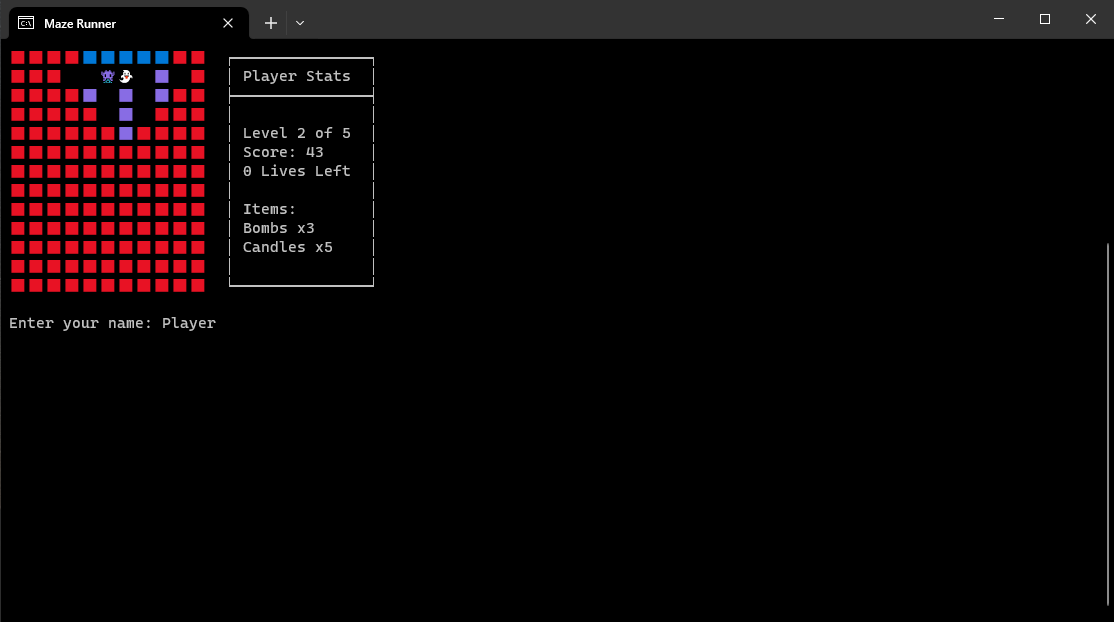 Maze Runner
Player Stats
Level 2 of 5
Score: 43
0 Lives Left
Items:
Bombs x3
Candles x5
Enter your name: Player